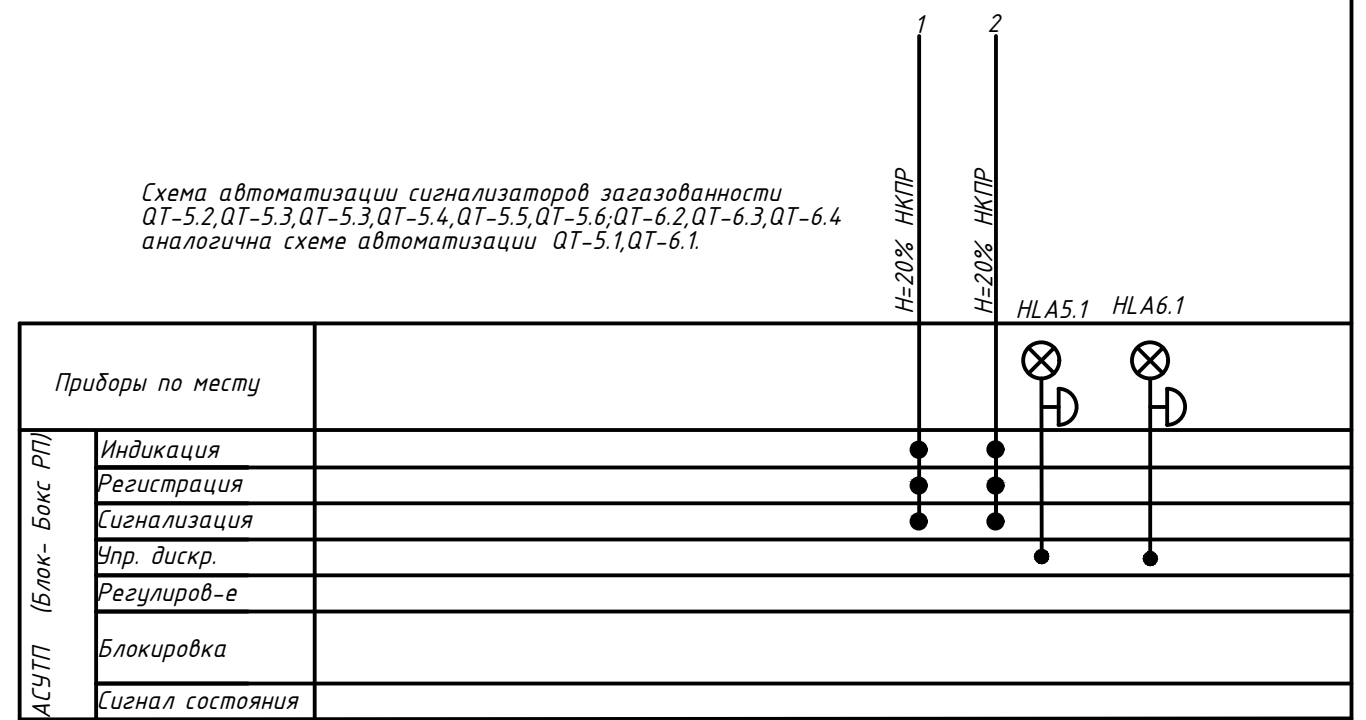 1
2
Схема автоматизации сигнализаторов загазованности
QT-5.2,QT-5.3,QT-5.3,QT-5.4,QT-5.5,QT-5.6;QT-6.2,QT-6.3,QT-6.4
аналогична схеме автоматизации QT-5.1,QT-6.1.
H=20% НКПР
H=20% НКПР
HLA5.1
HLA6.1
Приборы по месту
АСУТП (Блок- Бокс РП)
Индикация
Регистрация
Сигнализация
Упр. дискр.
Регулиров-е
Блокировка
Сигнал состояния